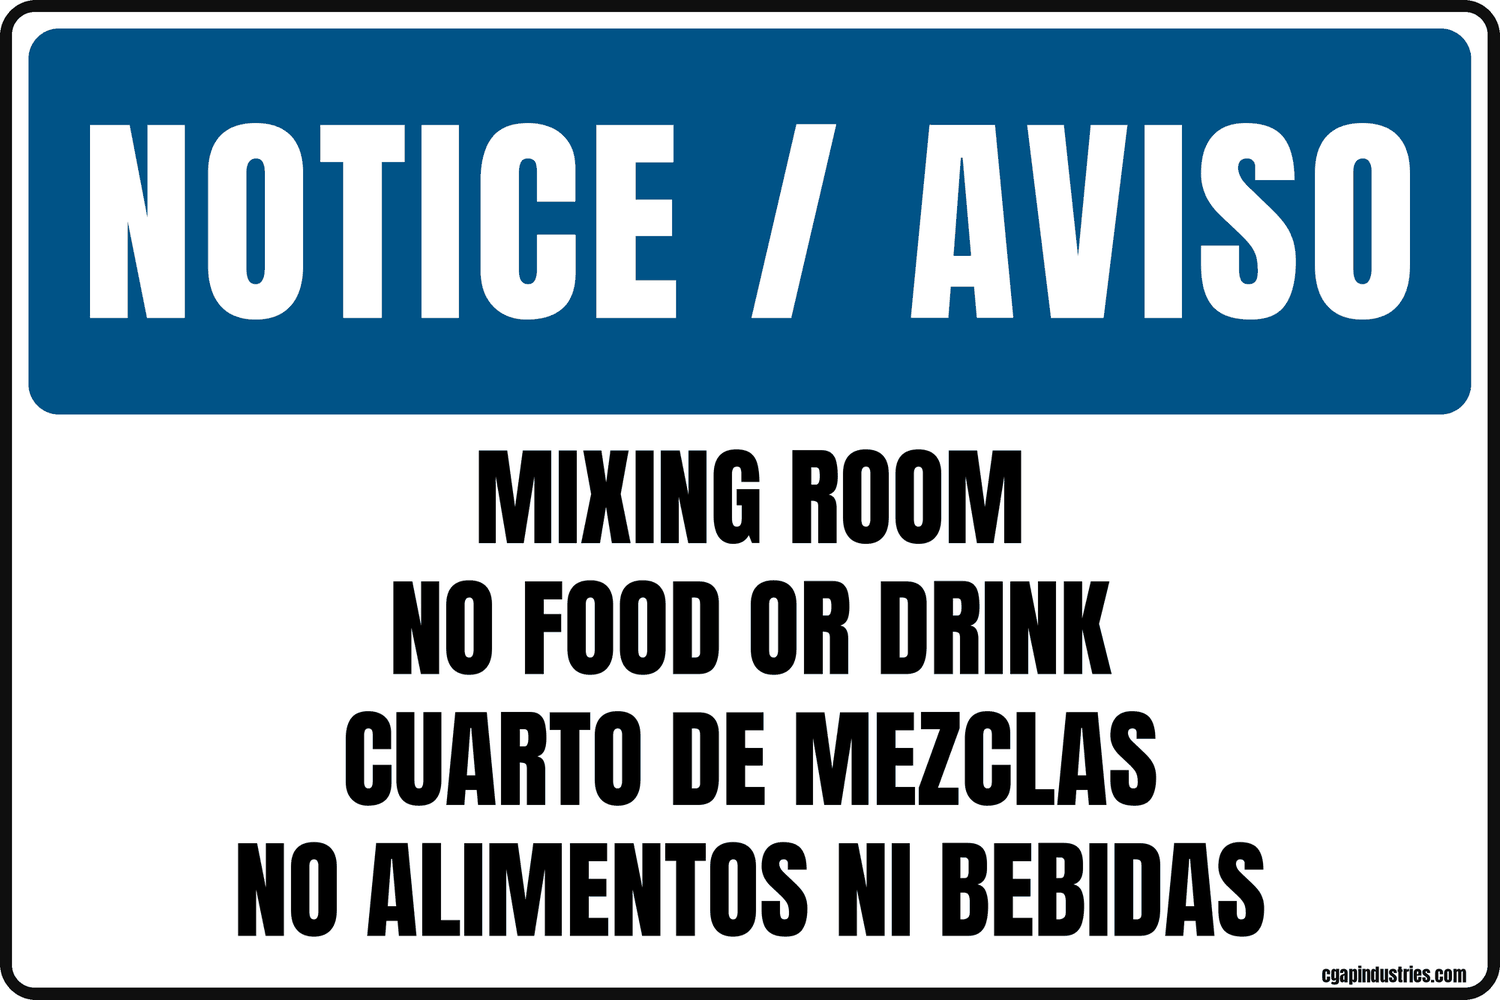 NOTICE / AVISO
MIXING ROOM
NO FOOD OR DRINK
CUARTO DE MEZCLAS
NO ALIMENTOS NI BEBIDAS
cgapindustries.com